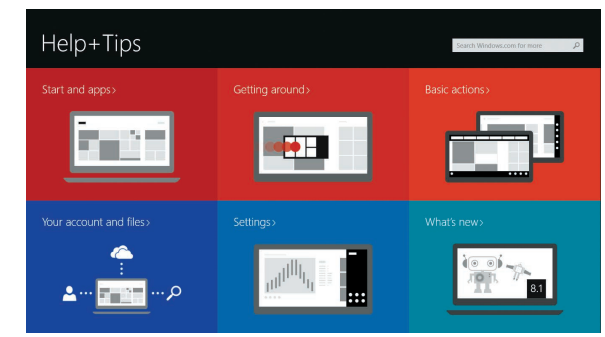 Help+Tips
Search Windows.com for more
Start and apps›
Getting around›
Basic actions›
Your account and files›
Settings›
What's new›
8.1